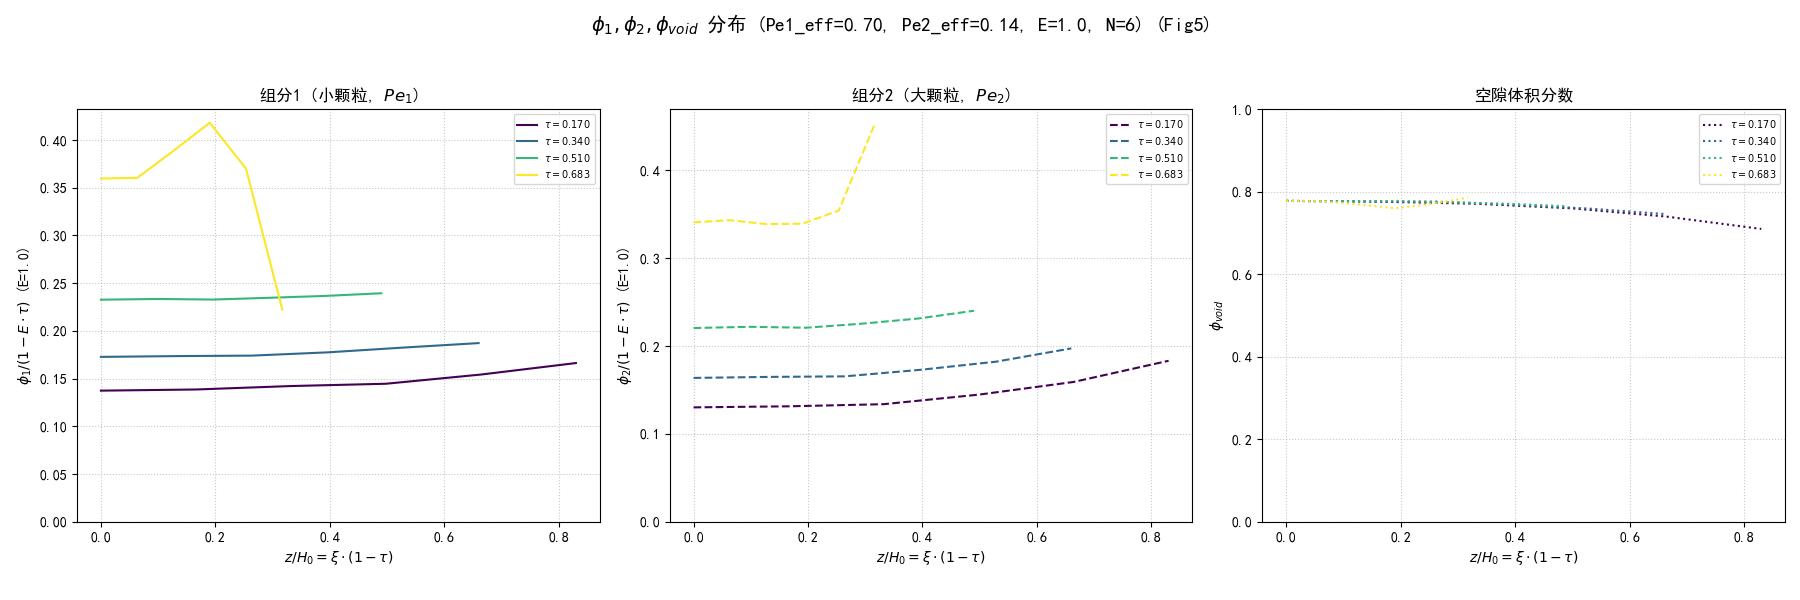 ϕ₁, ϕ₂, ϕ_void 分布 (Pe1_eff=0.70, Pe2_eff=0.14, E=1.0, N=6) (Fig5)
组分1 (小颗粒, Pe₁)
τ = 0.170
τ = 0.340
τ = 0.510
τ = 0.683
ϕ₁/(1 − E · τ) (E=1.0)
0.40
0.35
0.30
0.25
0.20
0.15
0.10
0.05
0.00
0.0 0.2 0.4 0.6 0.8
z/H₀ = ξ · (1 − τ)
组分2 (大颗粒, Pe₂)
τ = 0.170
τ = 0.340
τ = 0.510
τ = 0.683
ϕ₂/(1 − E · τ) (E=1.0)
0.4
0.3
0.2
0.1
0.0
0.0 0.2 0.4 0.6 0.8
z/H₀ = ξ · (1 − τ)
空隙体积分数
τ = 0.170
τ = 0.340
τ = 0.510
τ = 0.683
ϕ_void
1.0
0.8
0.6
0.4
0.2
0.0
0.0 0.2 0.4 0.6 0.8
z/H₀ = ξ · (1 − τ)